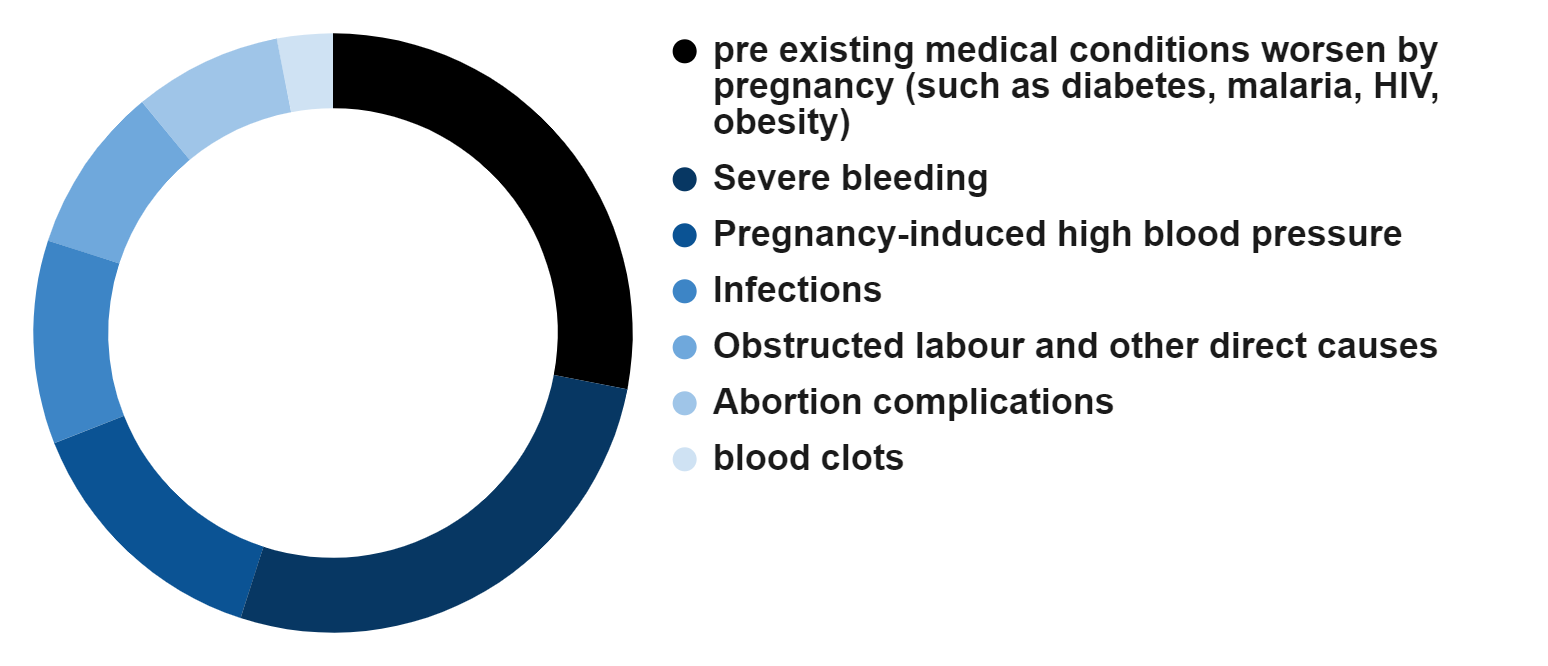 pre existing medical conditions worsen by
pregnancy (such as diabetes, malaria, HIV,
obesity)
Severe bleeding
Pregnancy-induced high blood pressure
Infections
Obstructed labour and other direct causes
Abortion complications
blood clots